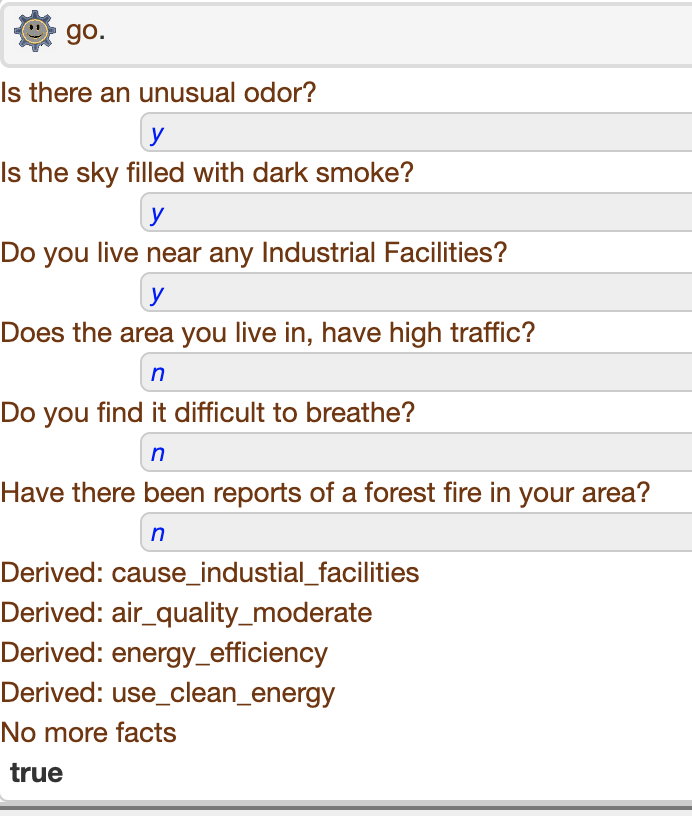 go.
Is there an unusual odor?
y
Is the sky filled with dark smoke?
y
Do you live near any Industrial Facilities?
y
Does the area you live in, have high traffic?
n
Do you find it difficult to breathe?
n
Have there been reports of a forest fire in your area?
n
Derived: cause_industial_facilities
Derived: air_quality_moderate
Derived: energy_efficiency
Derived: use_clean_energy
No more facts
true